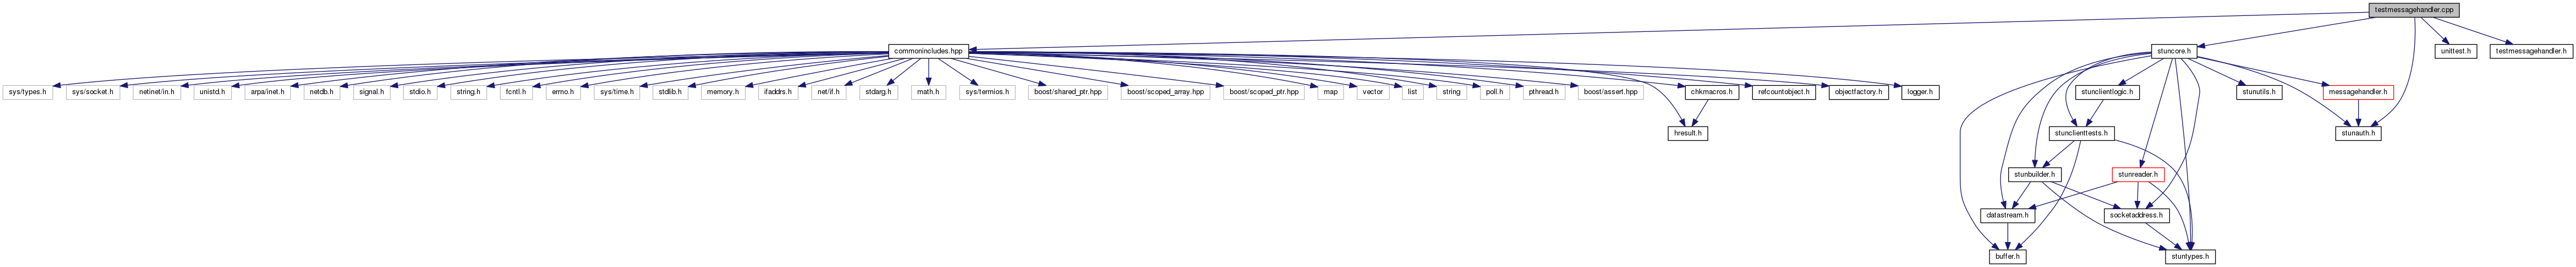 testmessagehandler.cpp
commonincludes.hpp
stuncore.h
unittest.h
testmessagehandler.h
sys/types.h
sys/socket.h
netinet/in.h
unistd.h
arpa/inet.h
netdb.h
signal.h
stdio.h
string.h
fcntl.h
errno.h
sys/time.h
stdlib.h
memory.h
ifaddrs.h
net/if.h
stdarg.h
math.h
sys/termios.h
boost/shared_ptr.hpp
boost/scoped_array.hpp
boost/scoped_ptr.hpp
map
vector
list
string
poll.h
pthread.h
boost/assert.hpp
chkmacros.h
refcountobject.h
objectfactory.h
logger.h
stunclientlogic.h
stunutils.h
messagehandler.h
hresult.h
stunclienttests.h
stunauth.h
stunbuilder.h
stunreader.h
datastream.h
socketaddress.h
buffer.h
stuntypes.h